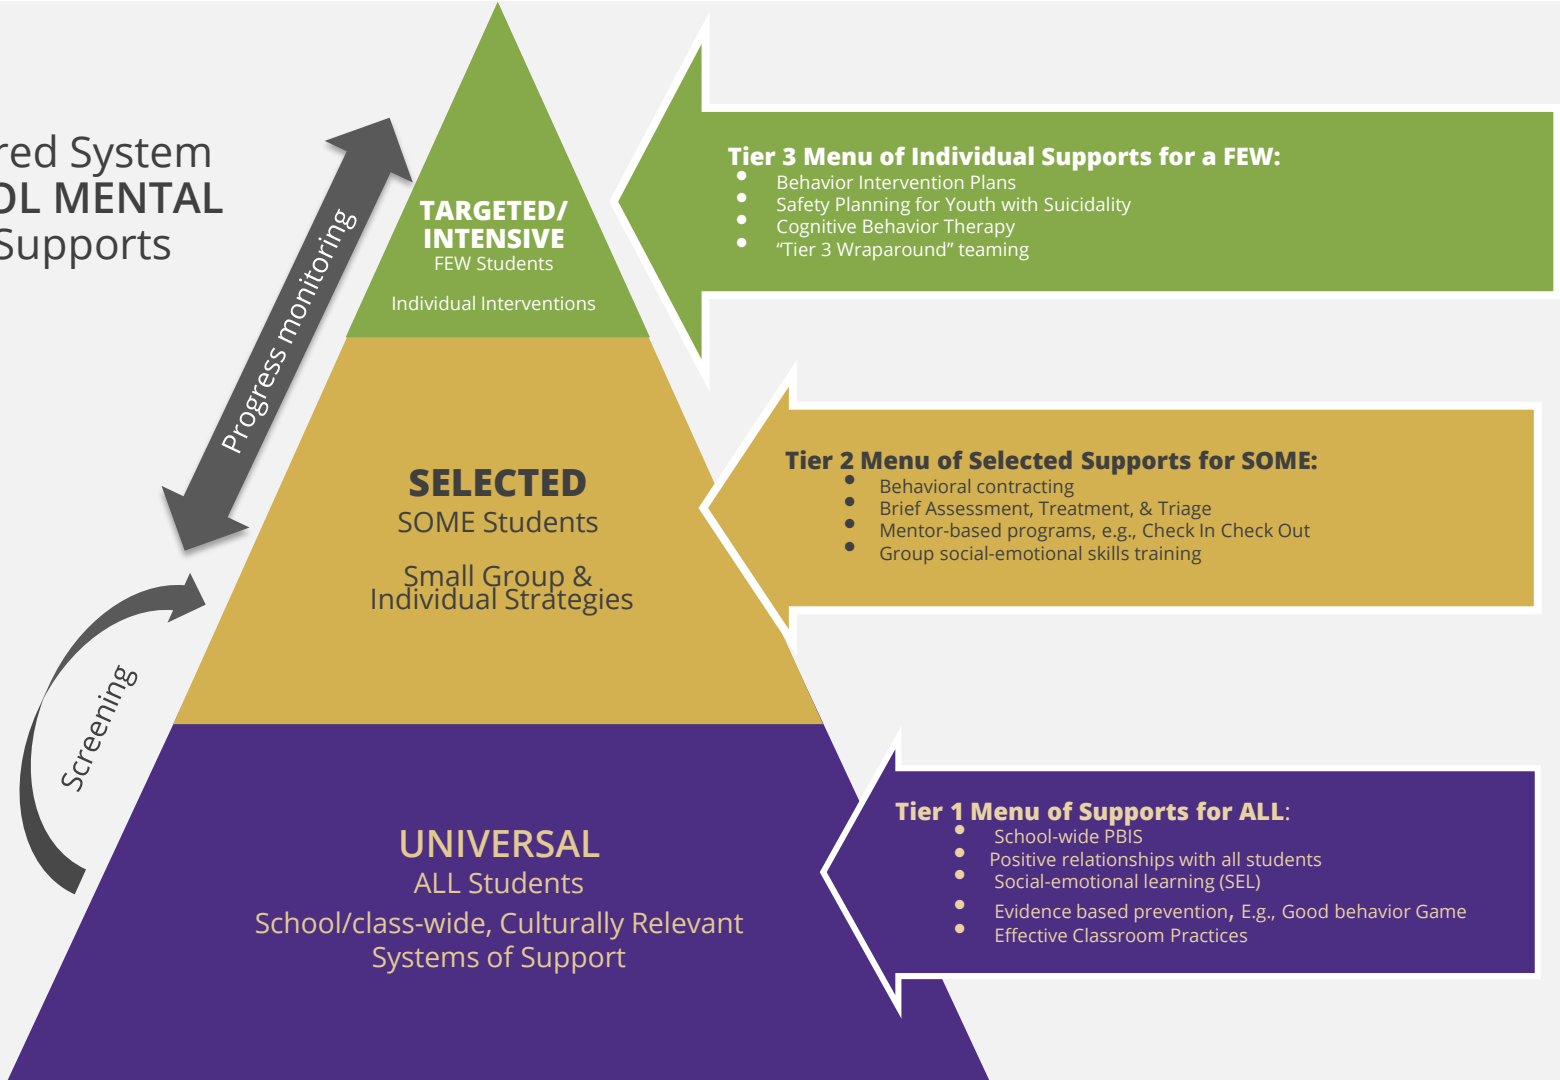 red System
OL MENTAL
Supports
Progress monitoring
Screening
TARGETED/
INTENSIVE
FEW Students
Individual Interventions
SELECTED
SOME Students
Small Group &
Individual Strategies
UNIVERSAL
ALL Students
School/class-wide, Culturally Relevant
Systems of Support
Tier 3 Menu of Individual Supports for a FEW:
• Behavior Intervention Plans
• Safety Planning for Youth with Suicidality
• Cognitive Behavior Therapy
• “Tier 3 Wraparound” teaming
Tier 2 Menu of Selected Supports for SOME:
• Behavioral contracting
• Brief Assessment, Treatment, & Triage
• Mentor-based programs, e.g., Check In Check Out
• Group social-emotional skills training
Tier 1 Menu of Supports for ALL:
• School-wide PBIS
• Positive relationships with all students
• Social-emotional learning (SEL)
• Evidence based prevention, E.g., Good behavior Game
• Effective Classroom Practices